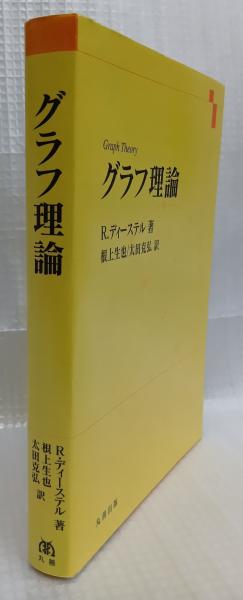 グラフ理論
R・ディーステル 著
根上生也
太田克弘 訳
丸善
Graph Theory
グラフ理論
R.ディーステル 著
根上生也/太田克弘 訳
丸善出版